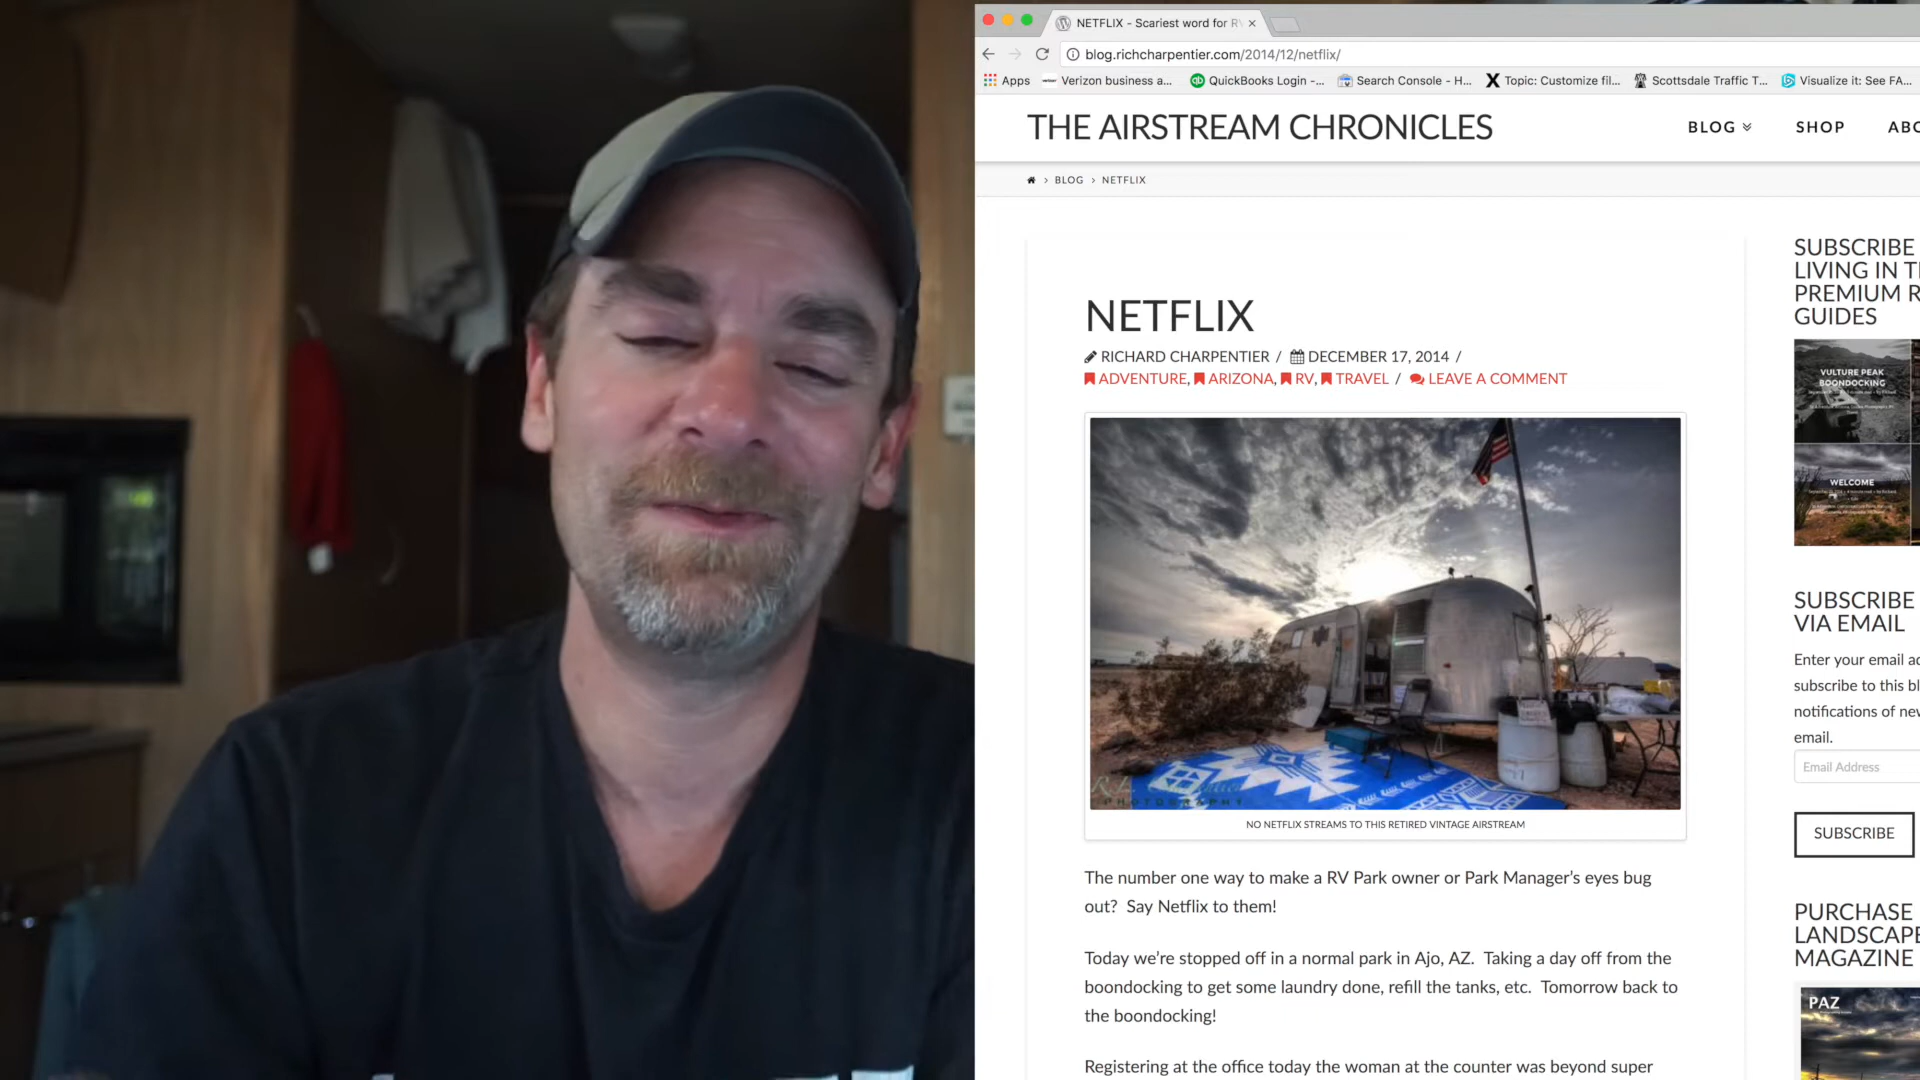 NETFLIX - Scariest word for RV
blog.richcharpentier.com/2014/12/netflix/
Apps Verizon business a... QuickBooks Login -... Search Console - H... Topic: Customize fil... Scottsdale Traffic T... Visualize it: See FA...
THE AIRSTREAM CHRONICLES
BLOG SHOP ABO
BLOG > NETFLIX
NETFLIX
RICHARD CHARPENTIER / DECEMBER 17, 2014 /
ADVENTURE, ARIZONA, RV, TRAVEL / LEAVE A COMMENT
PHOTOGRAPHY
NO NETFLIX STREAMS TO THIS RETIRED VINTAGE AIRSTREAM
The number one way to make a RV Park owner or Park Manager’s eyes bug
out? Say Netflix to them!
Today we’re stopped off in a normal park in Ajo, AZ. Taking a day off from the
boondocking to get some laundry done, refill the tanks, etc. Tomorrow back to
the boondocking!
Registering at the office today the woman at the counter was beyond super
SUBSCRIBE
LIVING IN TH
PREMIUM R
GUIDES
VULTURE PEAK
BOONDOCKING
WELCOME
SUBSCRIBE
VIA EMAIL
Enter your email ad
subscribe to this bl
notifications of new
email.
Email Address
SUBSCRIBE
PURCHASE
LANDSCAPE
MAGAZINE
PAZ